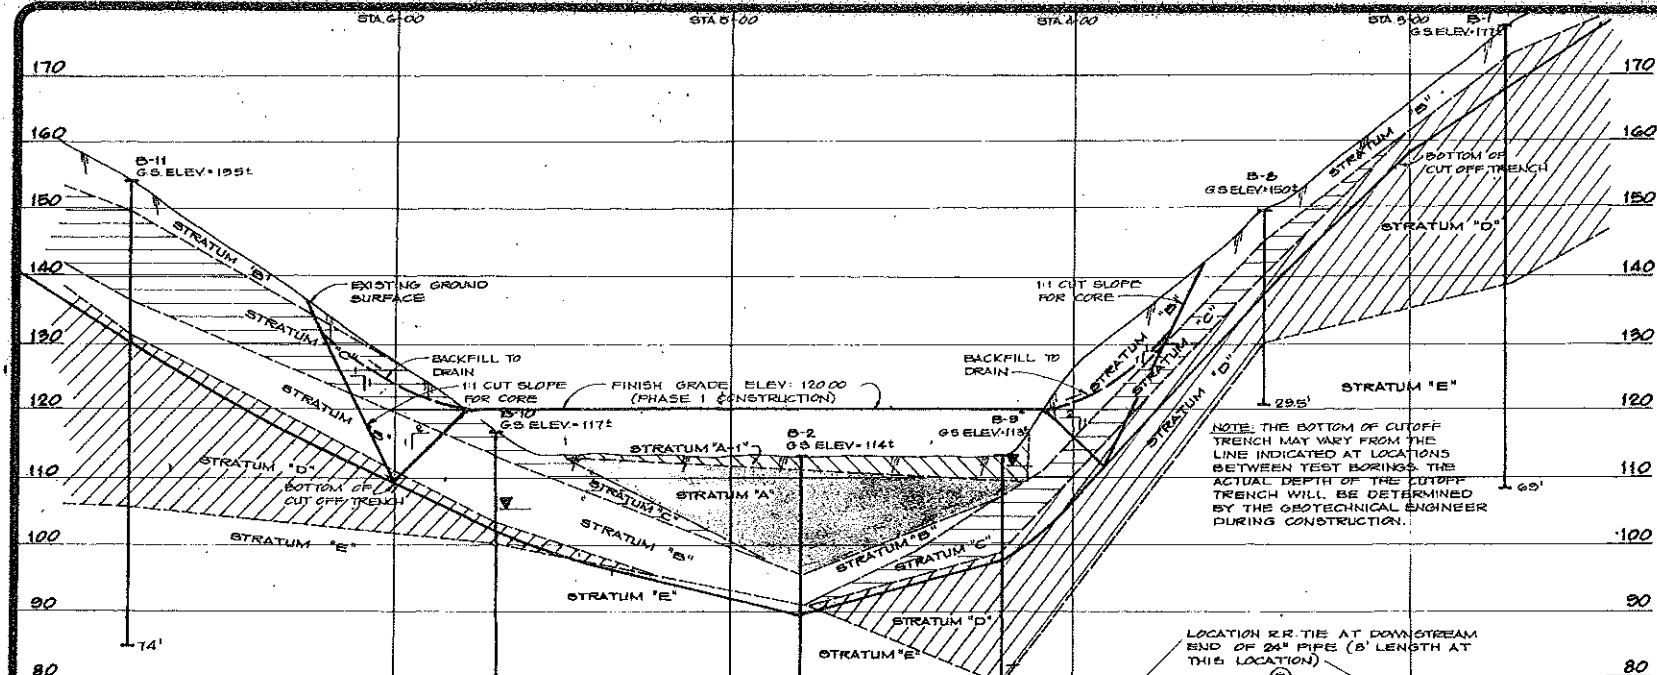 STA. 6+00
STA 5+00
STA 4+00
STA. 3+00
B-1
G.S. ELEV = 177±
170
170
160
160
B-11
G.S. ELEV = 155±
B-8
G.S ELEV = 150±
BOTTOM OF
CUT OFF TRENCH
STRATUM "B"
150
150
STRATUM "B"
STRATUM "D"
140
140
EXISTING GROUND
SURFACE
1:1 CUT SLOPE
FOR CORE
"B"
"C"
STRATUM "C"
130
130
BACKFILL TO
DRAIN
BACKFILL TO
DRAIN
STRATUM
STRATUM
STRATUM "D"
STRATUM "E"
1:1 CUT SLOPE
FOR CORE
FINISH GRADE ELEV: 120.00
(PHASE 1 CONSTRUCTION)
29.5'
120
120
STRATUM "B"
B-10
G.S. ELEV = 117±
B-2
G.S ELEV = 114±
B-9
G.S ELEV = 113±
STRATUM "A-1"
NOTE: THE BOTTOM OF CUTOFF
TRENCH MAY VARY FROM THE
LINE INDICATED AT LOCATIONS
BETWEEN TEST BORINGS. THE
ACTUAL DEPTH OF THE CUTOFF
TRENCH WILL BE DETERMINED
BY THE GEOTECHNICAL ENGINEER
DURING CONSTRUCTION.
110
110
STRATUM "D"
BOTTOM OF
CUT OFF TRENCH
STRATUM "C"
STRATUM "A"
69'
STRATUM "E"
STRATUM "B"
STRATUM "B"
STRATUM "C"
100
100
STRATUM "E"
90
90
STRATUM "D"
STRATUM "E"
74'
LOCATION R.R. TIE AT DOWNSTREAM
END OF 24" PIPE (8' LENGTH AT
THIS LOCATION)
80
80